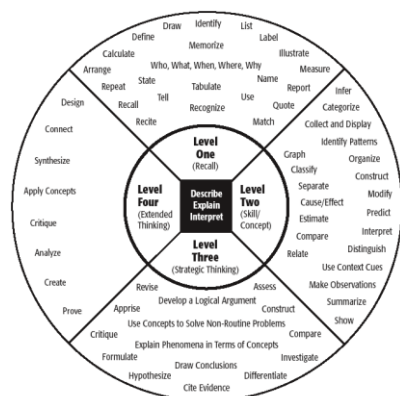 Draw
Identify
List
Define
Label
Memorize
Calculate
Illustrate
Arrange
Who, What, When, Where, Why
Measure
State
Name
Repeat
Tabulate
Report
Tell
Use
Recall
Recognize
Quote
Recite
Match
Level
One
(Recall)
Infer
Categorize
Collect and Display
Identify Patterns
Graph
Organize
Classify
Construct
Separate
Modify
Cause/Effect
Predict
Estimate
Interpret
Compare
Distinguish
Relate
Use Context Cues
Make Observations
Summarize
Show
Level
Two
(Skill/
Concept)
Describe
Explain
Interpret
Level
Three
(Strategic Thinking)
Revise
Assess
Develop a Logical Argument
Apprise
Construct
Use Concepts to Solve Non-Routine Problems
Critique
Compare
Explain Phenomena in Terms of Concepts
Formulate
Investigate
Draw Conclusions
Hypothesize
Differentiate
Cite Evidence
Level
Four
(Extended
Thinking)
Design
Connect
Synthesize
Apply Concepts
Critique
Analyze
Create
Prove